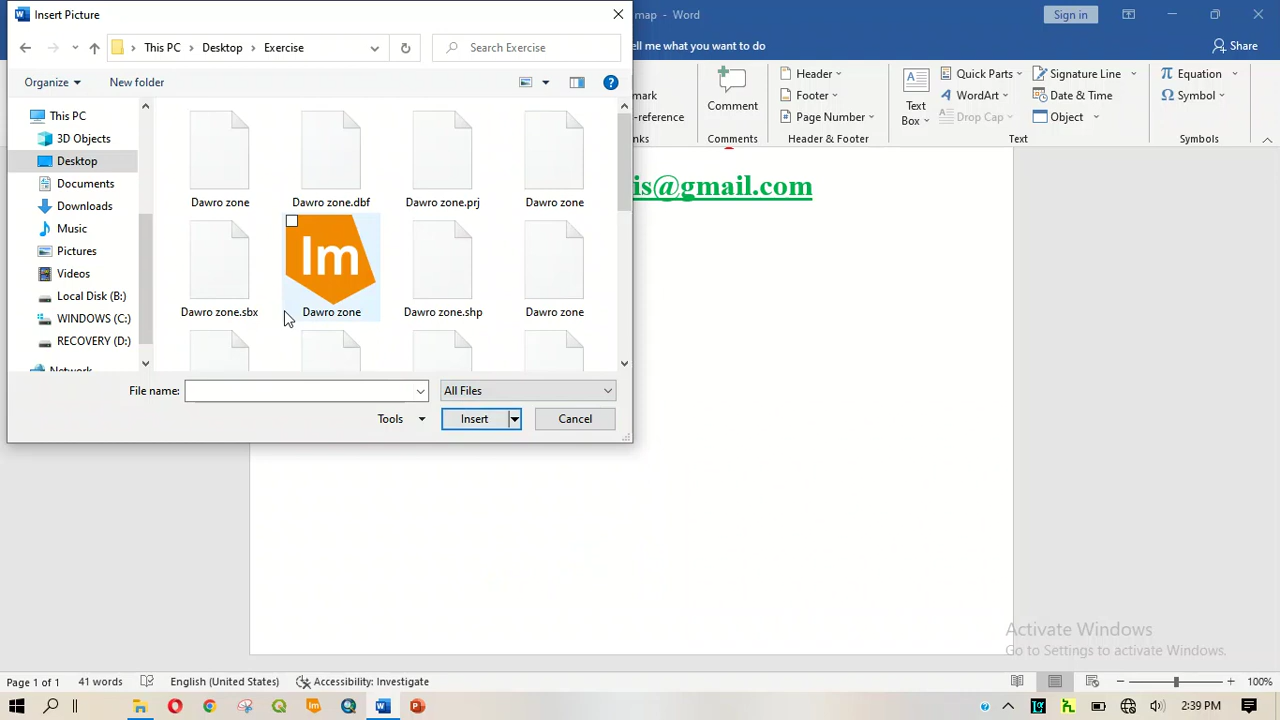 Insert Picture
map - Word
Sign in
This PC
Desktop
Exercise
Search Exercise
ell me what you want to do
Share
Organize
New folder
This PC
3D Objects
Desktop
Documents
Downloads
Music
Pictures
Videos
Local Disk (B:)
WINDOWS (C:)
RECOVERY (D:)
Network
Dawro zone
Dawro zone.dbf
Dawro zone.prj
Dawro zone
Im
Dawro zone.sbx
Dawro zone
Dawro zone.shp
Dawro zone
File name:
All Files
Tools
Insert
Cancel
mark
-reference
Comment
Comments
Header
Footer
Page Number
Header & Footer
Text
Box
Quick Parts
WordArt
Drop Cap
Signature Line
Date & Time
Object
Text
Equation
Symbol
Symbols
is@gmail.com
Activate Windows
Go to Settings to activate Windows.
Page 1 of 1
41 words
English (United States)
Accessibility: Investigate
100%
2:39 PM